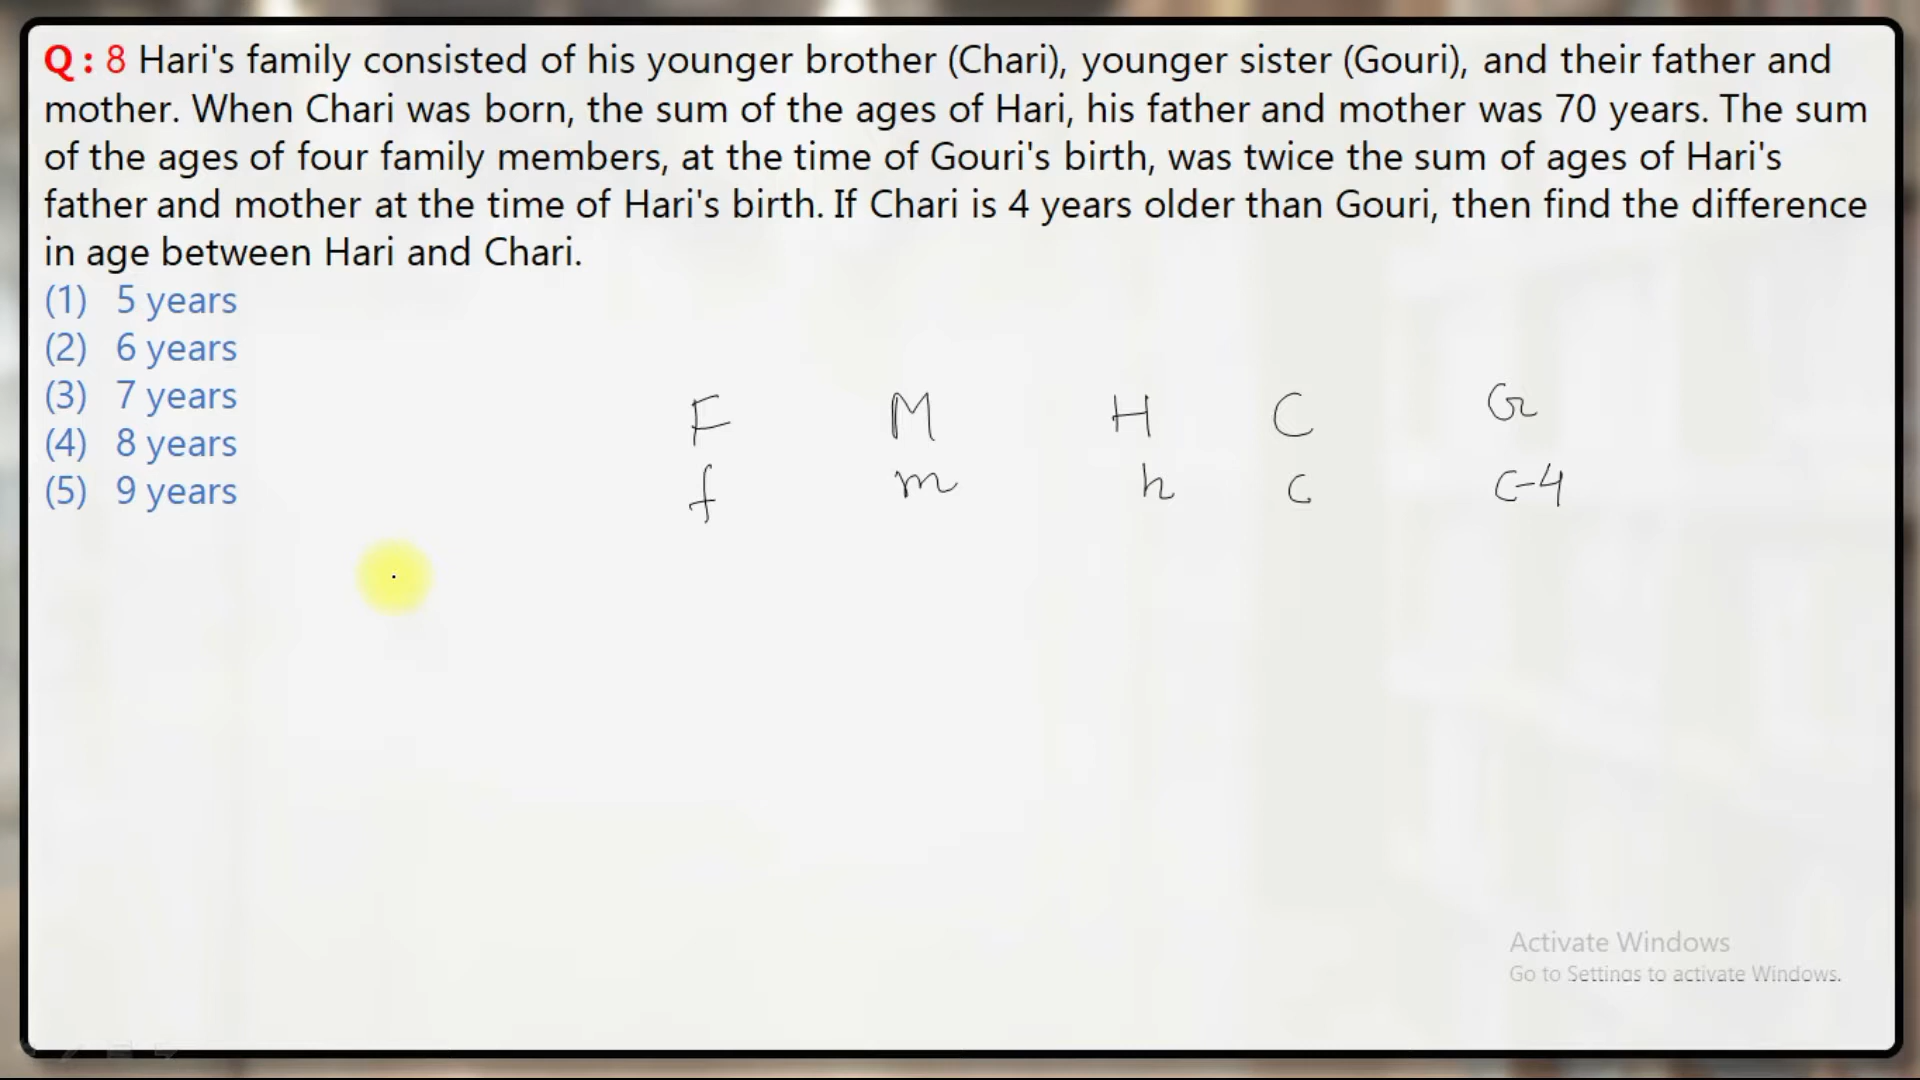 Q : 8 Hari's family consisted of his younger brother (Chari), younger sister (Gouri), and their father and
mother. When Chari was born, the sum of the ages of Hari, his father and mother was 70 years. The sum
of the ages of four family members, at the time of Gouri's birth, was twice the sum of ages of Hari's
father and mother at the time of Hari's birth. If Chari is 4 years older than Gouri, then find the difference
in age between Hari and Chari.
(1) 5 years
(2) 6 years
(3) 7 years
(4) 8 years
(5) 9 years
F M H C G
f m h c c-4
Activate Windows
Go to Settings to activate Windows.